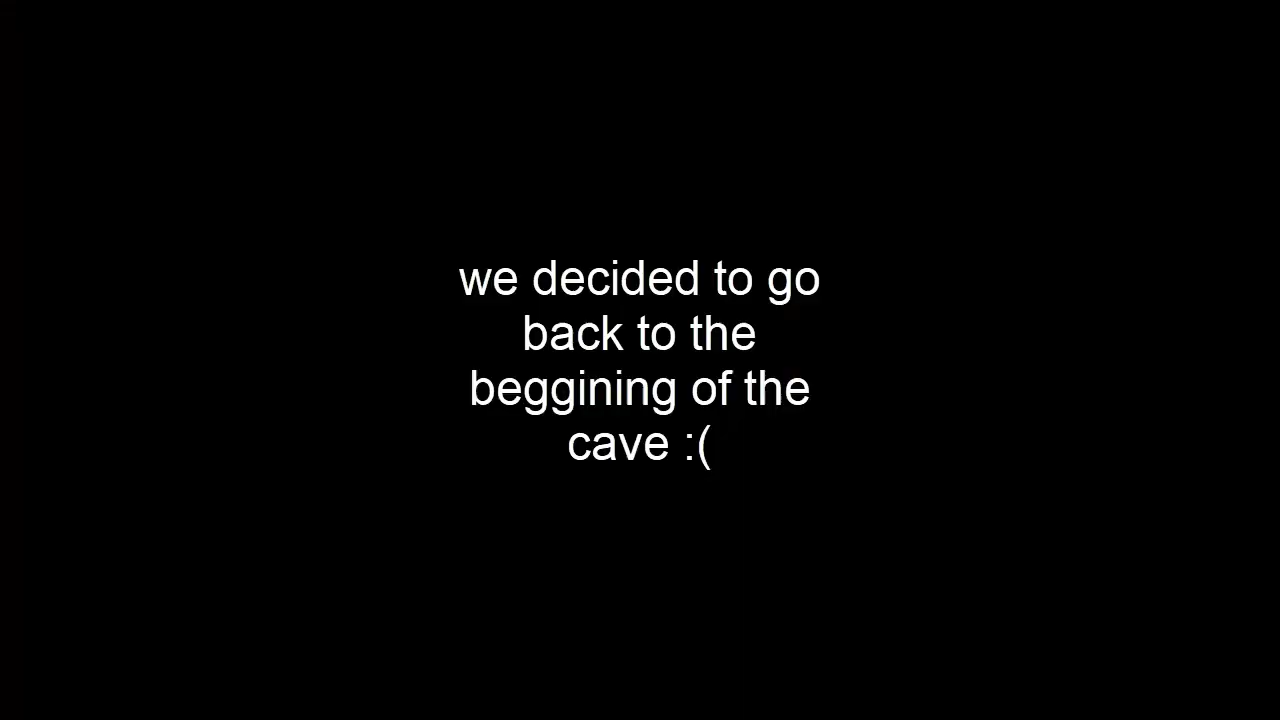 we decided to go
back to the
beggining of the
cave :(